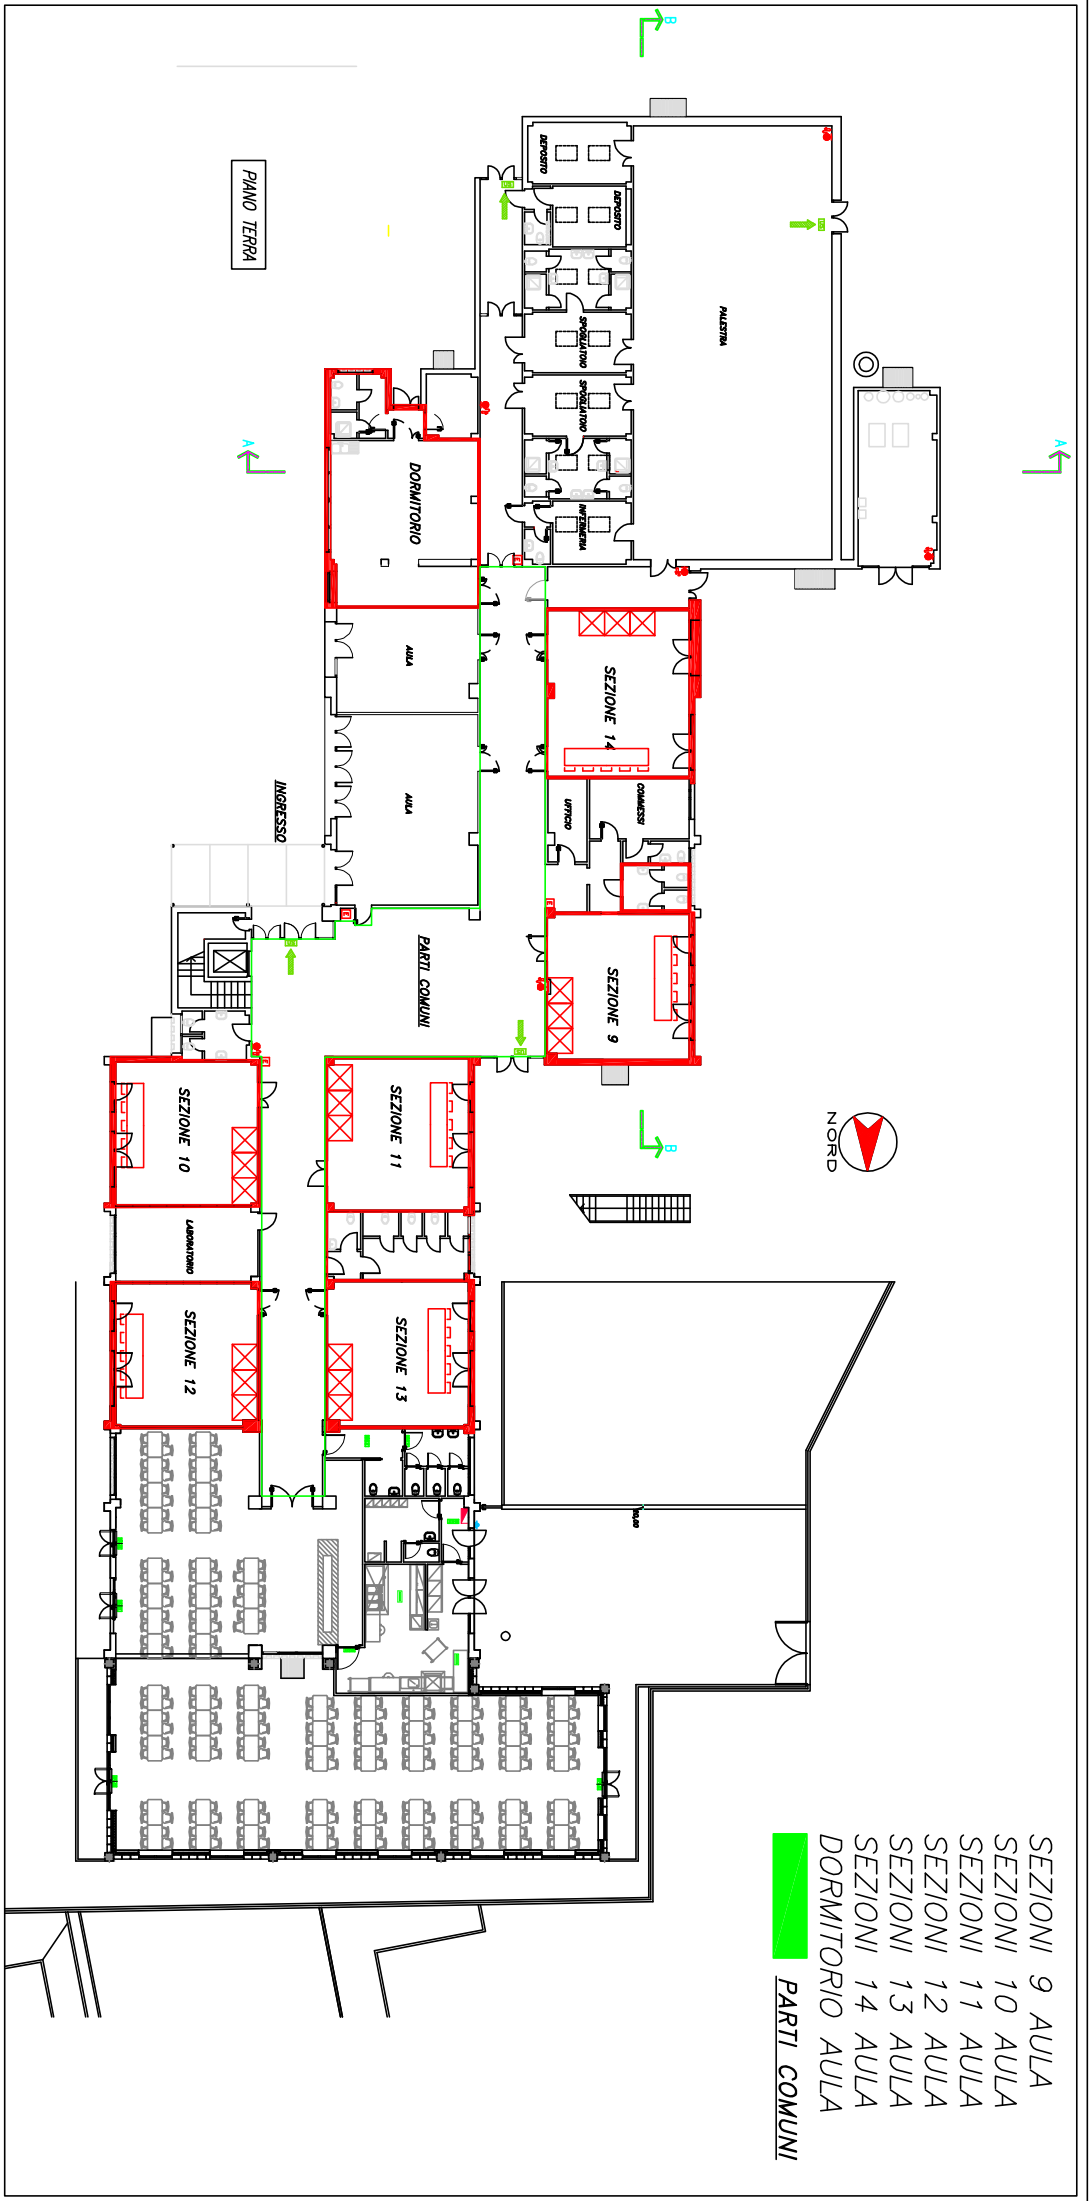 SEZIONI 9 AULA
SEZIONI 10 AULA
SEZIONI 11 AULA
SEZIONI 12 AULA
SEZIONI 13 AULA
SEZIONI 14 AULA
DORMITORIO AULA
PARTI COMUNI
PIANO TERRA
B
B
A
A
NORD
PALESTRA
DEPOSITO
DEPOSITO
SPOGLIATOIO
SPOGLIATOIO
INFERMERIA
DORMITORIO
AULA
AULA
SEZIONE 14
UFFICIO
COMMESSI
SEZIONE 9
INGRESSO
PARTI COMUNI
SEZIONE 10
SEZIONE 11
LABORATORIO
SEZIONE 12
SEZIONE 13
E
E
E
E